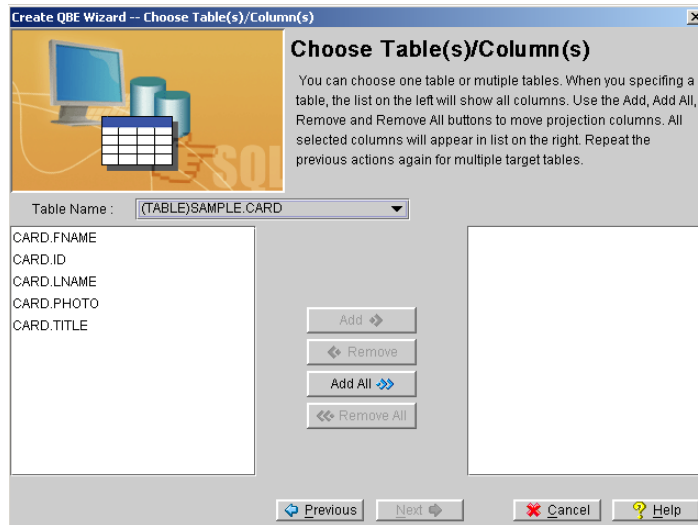 Create QBE Wizard -- Choose Table(s)/Column(s)
Choose Table(s)/Column(s)
You can choose one table or mutiple tables. When you specifing a
table, the list on the left will show all columns. Use the Add, Add All,
Remove and Remove All buttons to move projection columns. All
selected columns will appear in list on the right. Repeat the
previous actions again for multiple target tables.
SQL
Table Name :
(TABLE)SAMPLE.CARD
CARD.FNAME
CARD.ID
CARD.LNAME
CARD.PHOTO
CARD.TITLE
Add
Remove
Add All
Remove All
Previous
Next
Cancel
Help